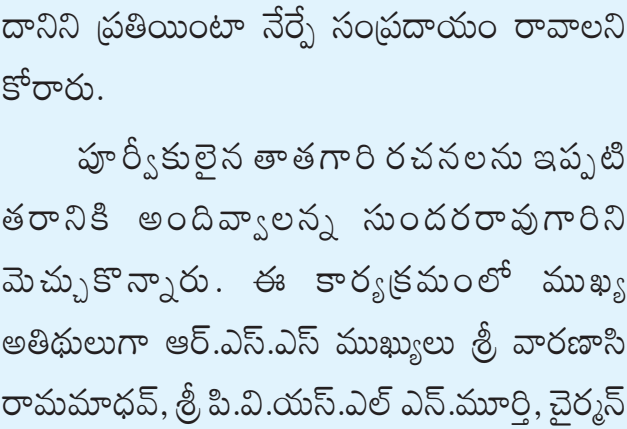 దానిని ప్రతియింటా నేర్పే సంప్రదాయం రావాలని
కోరారు.
పూర్వీకులైన తాతగారి రచనలను ఇప్పటి
తరానికి అందివ్వాలన్న సుందరరావుగారిని
మెచ్చుకొన్నారు. ఈ కార్యక్రమంలో ముఖ్య
అతిథులుగా ఆర్.ఎస్.ఎస్ ముఖ్యులు శ్రీ వారణాసి
రామమాధవ్, శ్రీ పి.వి.యస్.ఎల్ ఎన్.మూర్తి, చైర్మన్